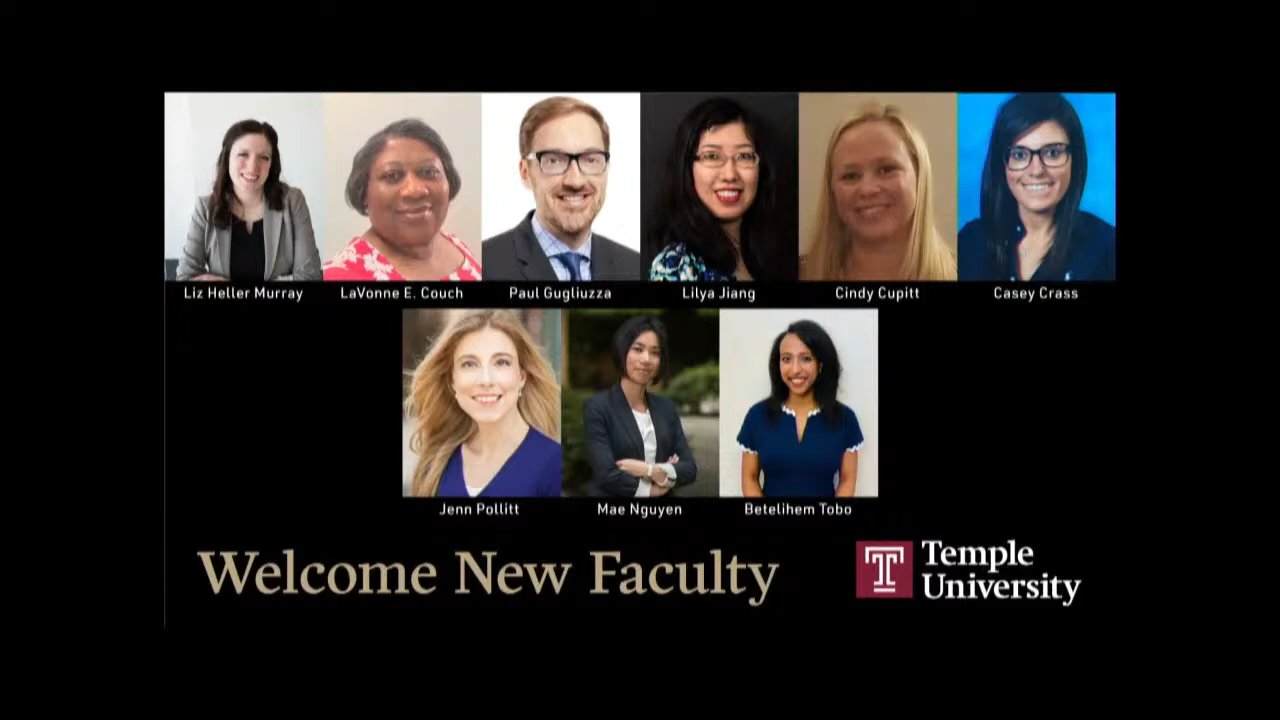 Liz Heller Murray
LaVonne E. Couch
Paul Gugliuzza
Lilya Jiang
Cindy Cupitt
Casey Crass
Jenn Pollitt
Mae Nguyen
Betelihem Tobo
Welcome New Faculty
Temple
University